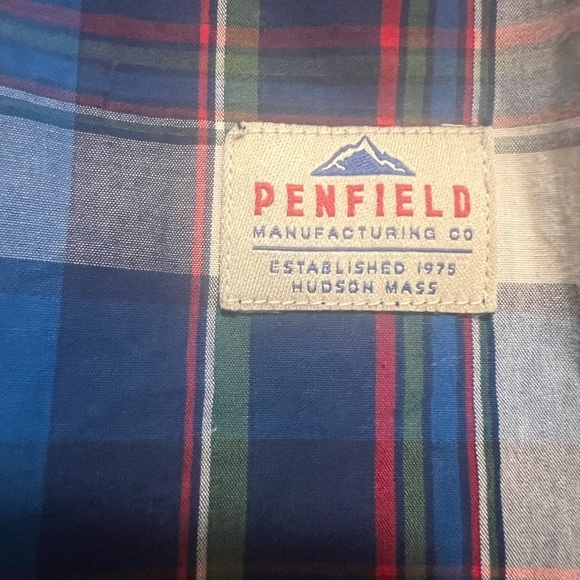 PENFIELD
MANUFACTURING CO
ESTABLISHED 1975
HUDSON MASS